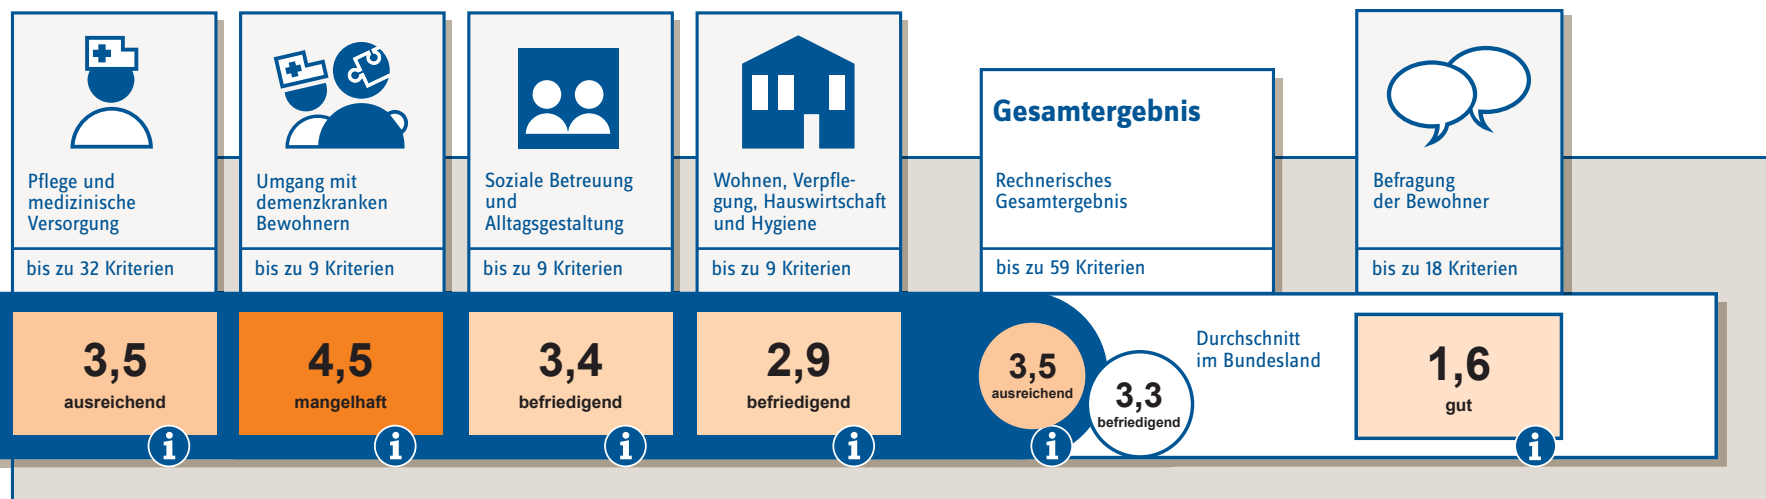 Pflege und
medizinische
Versorgung
bis zu 32 Kriterien
3,5
ausreichend
i
Umgang mit
demenzkranken
Bewohnern
bis zu 9 Kriterien
4,5
mangelhaft
i
Soziale Betreuung
und
Alltagsgestaltung
bis zu 9 Kriterien
3,4
befriedigend
i
Wohnen, Verpfle-
gung, Hauswirtschaft
und Hygiene
bis zu 9 Kriterien
2,9
befriedigend
i
Gesamtergebnis
Rechnerisches
Gesamtergebnis
bis zu 59 Kriterien
3,5
ausreichend
i
3,3
befriedigend
Durchschnitt
im Bundesland
Befragung
der Bewohner
bis zu 18 Kriterien
1,6
gut
i